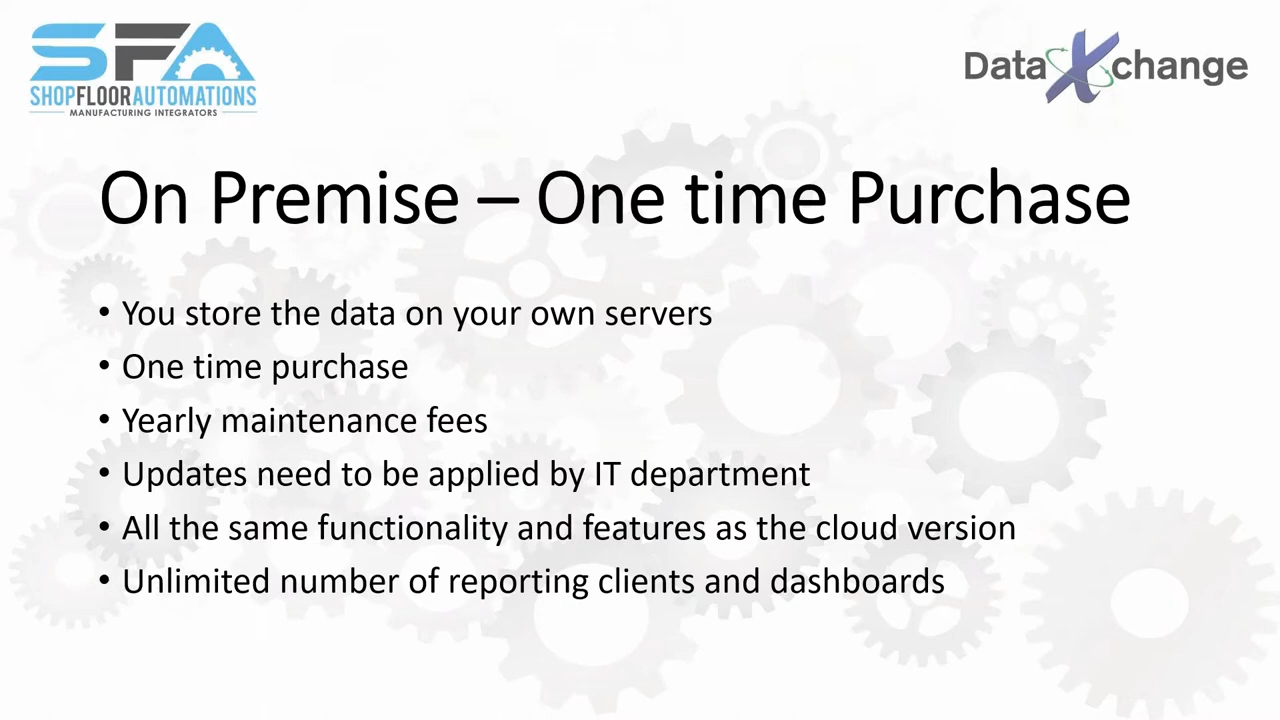 SFA
SHOPFLOORAUTOMATIONS
MANUFACTURING INTEGRATORS
DataXchange
On Premise – One time Purchase
• You store the data on your own servers
• One time purchase
• Yearly maintenance fees
• Updates need to be applied by IT department
• All the same functionality and features as the cloud version
• Unlimited number of reporting clients and dashboards